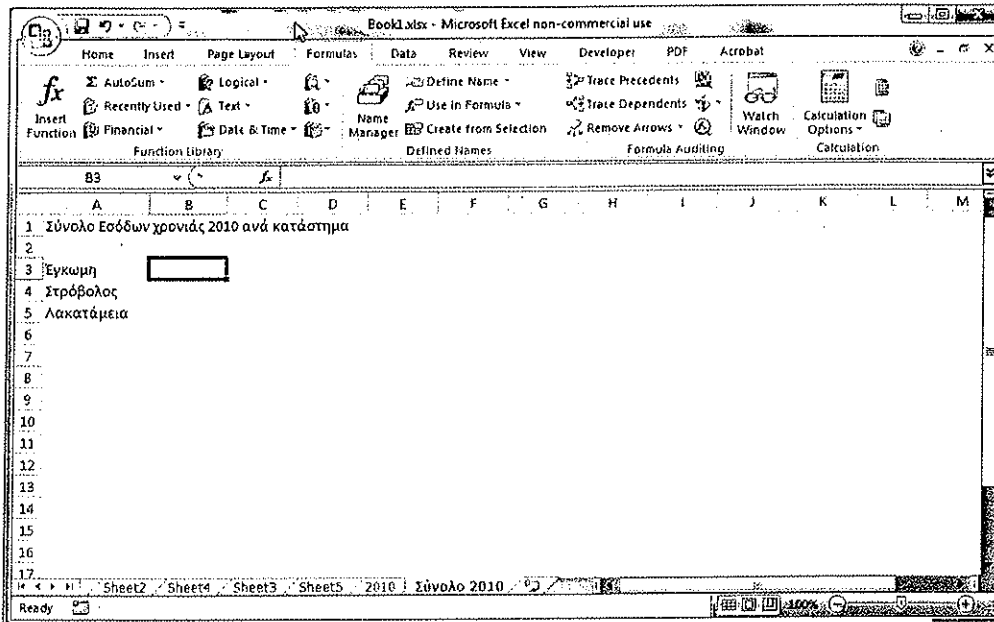 Book1.xlsx - Microsoft Excel non-commercial use
Home Insert Page Layout Formulas Data Review View Developer PDF Acrobat
fx
Insert Function
Σ AutoSum
Recently Used
Financial
Logical
Text
Date & Time
Function Library
Name Manager
Define Name
Use in Formula
Create from Selection
Defined Names
Trace Precedents
Trace Dependents
Remove Arrows
Formula Auditing
Watch Window
Calculation Options
Calculation
B3 fx
A B C D E F G H I J K L M
1 Σύνολο Εσόδων χρονιάς 2010 ανά κατάστημα
2
3 Έγκωμη
4 Στρόβολος
5 Λακατάμεια
6
7
8
9
10
11
12
13
14
15
16
17
Sheet2 Sheet4 Sheet3 Sheet5 2010 Σύνολο 2010
Ready 100%